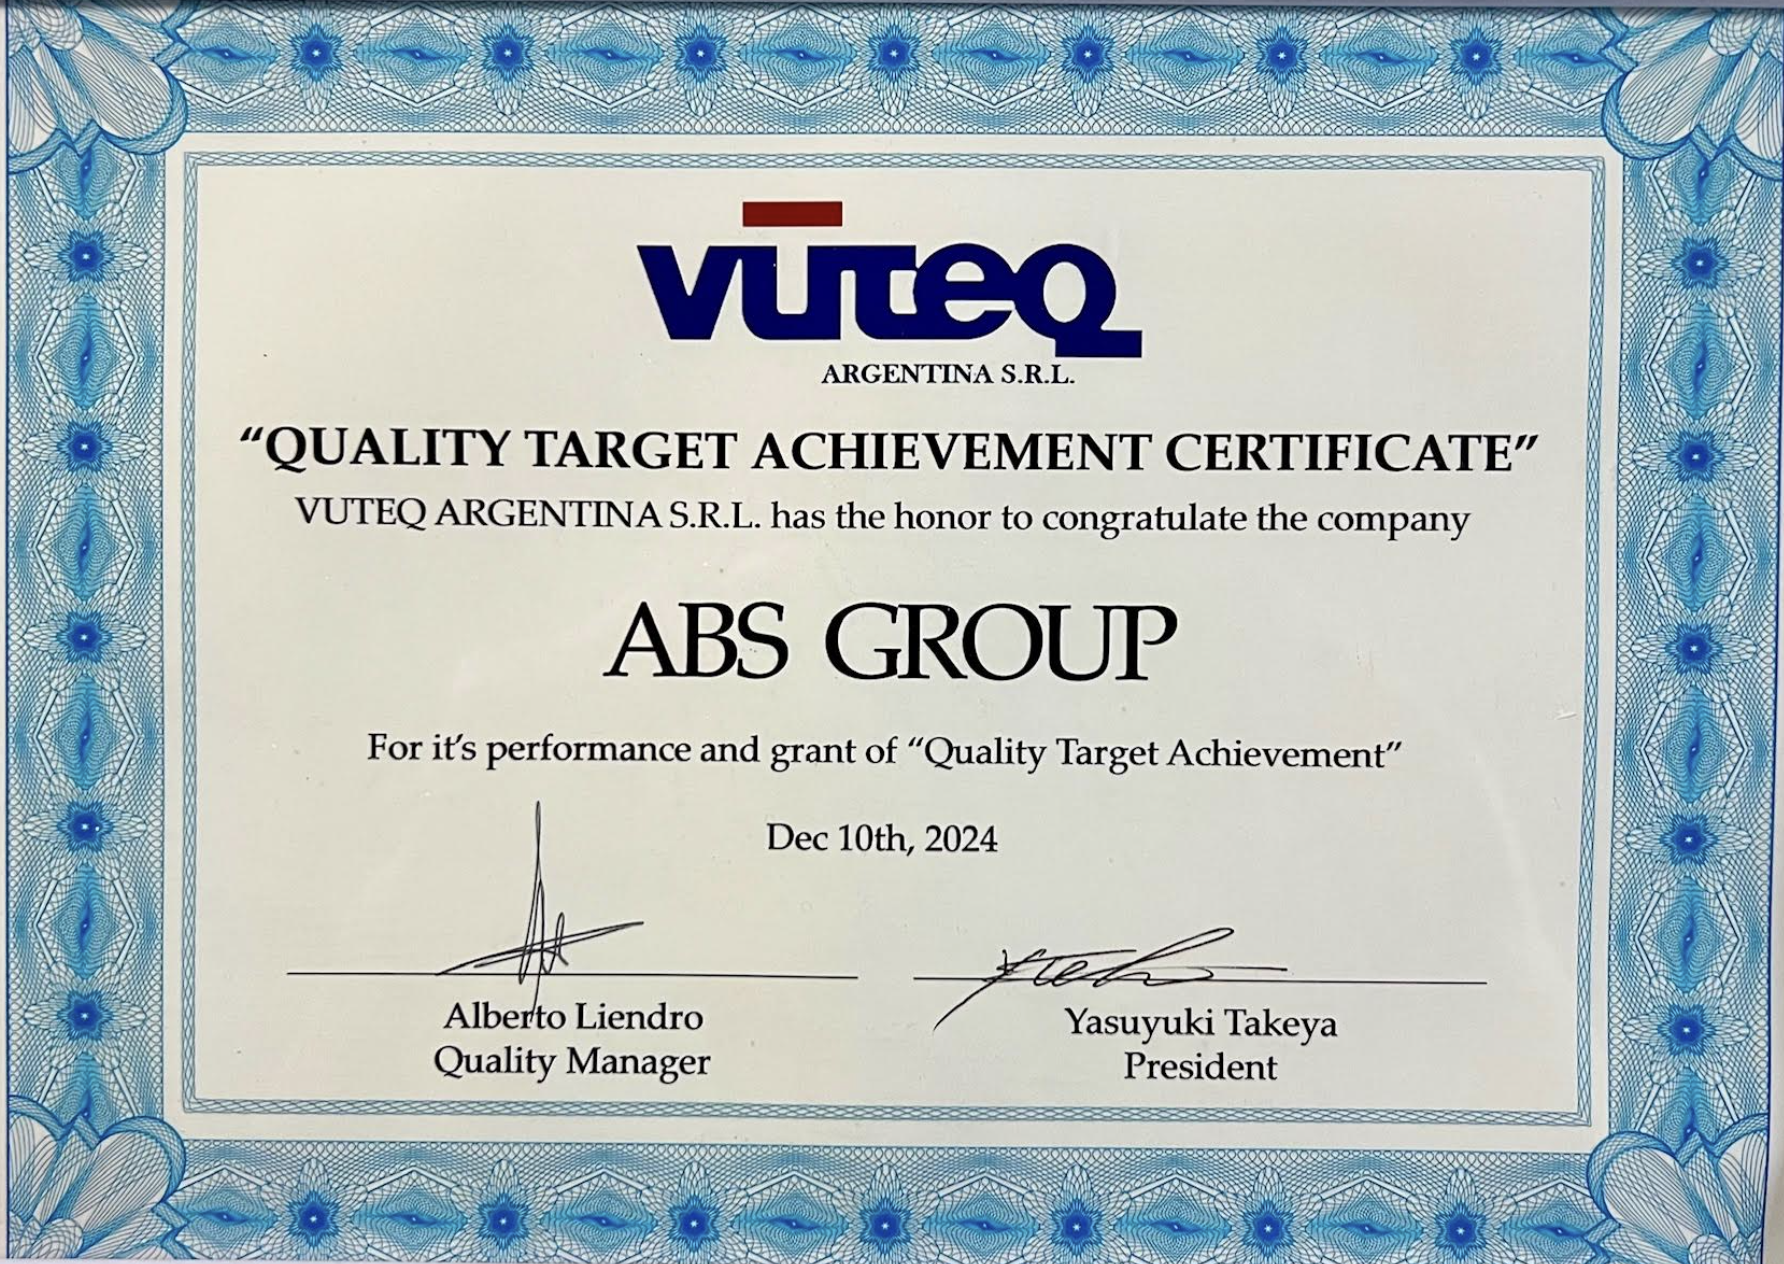 VUTEQ
ARGENTINA S.R.L.
“QUALITY TARGET ACHIEVEMENT CERTIFICATE”
VUTEQ ARGENTINA S.R.L. has the honor to congratulate the company
ABS GROUP
For it’s performance and grant of “Quality Target Achievement”
Dec 10th, 2024
Alberto Liendro
Quality Manager
Yasuyuki Takeya
President